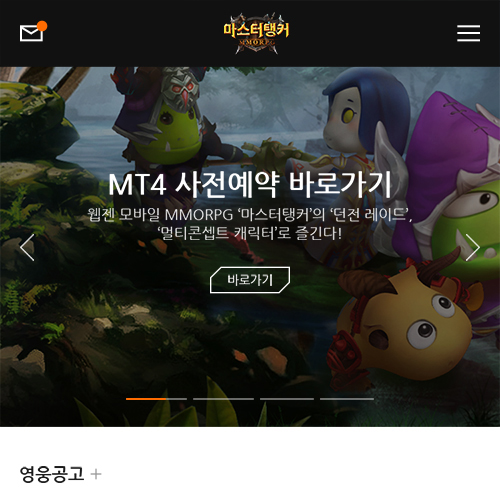 마스터탱커
MMORPG
MT4 사전예약 바로가기
웹젠 모바일 MMORPG ‘마스터탱커’의 ‘던전 레이드’,
‘멀티콘셉트 캐릭터’로 즐긴다!
바로가기
영웅공고 +